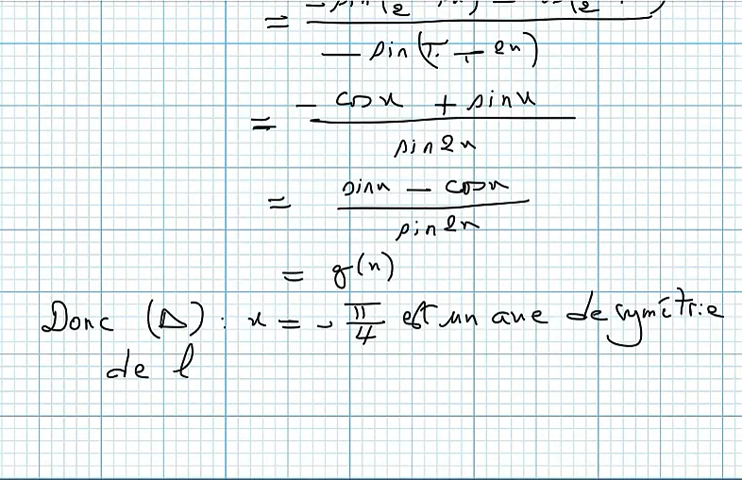 =
- sin(π + 2x)
= - cos x + sin x / sin 2x
= sin x - cos x / sin 2x
= g(x)
Donc (Δ) : x = - π/4 est un axe de symétrie
de